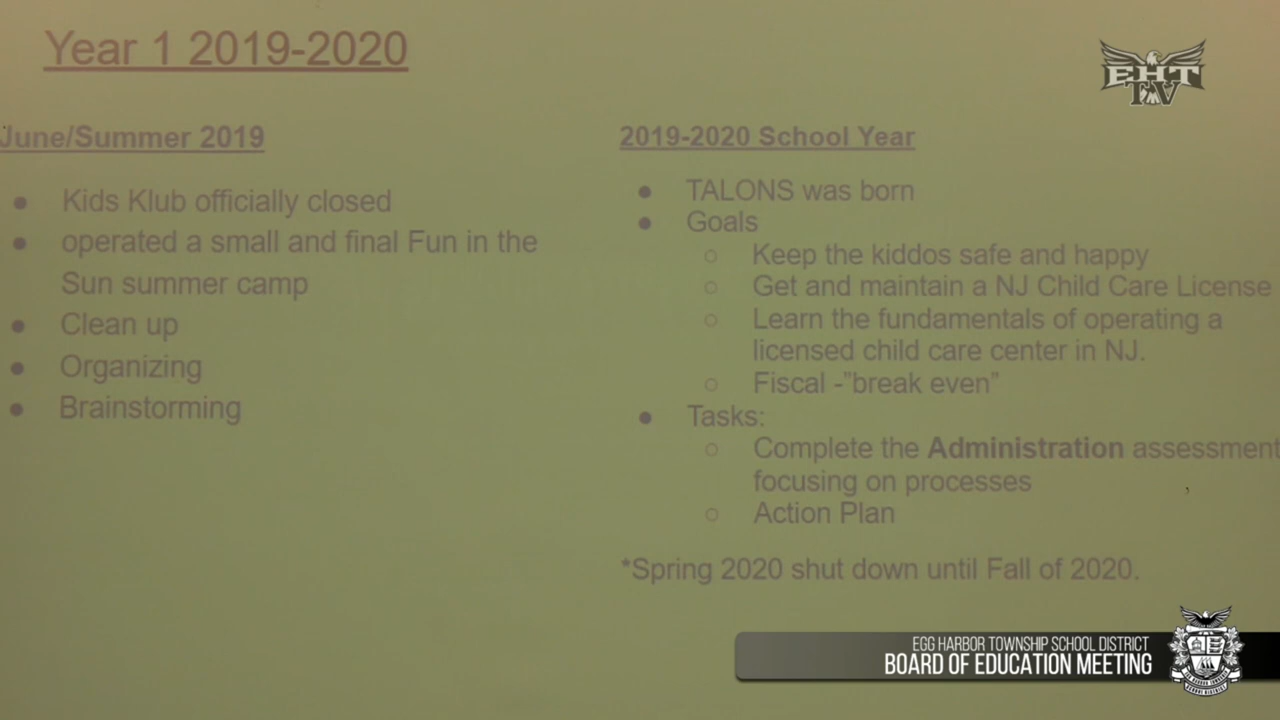 Year 1 2019-2020
EHT
TV
June/Summer 2019
● Kids Klub officially closed
● operated a small and final Fun in the
Sun summer camp
● Clean up
● Organizing
● Brainstorming
2019-2020 School Year
● TALONS was born
● Goals
○ Keep the kiddos safe and happy
○ Get and maintain a NJ Child Care License
○ Learn the fundamentals of operating a
licensed child care center in NJ.
○ Fiscal -”break even”
● Tasks:
○ Complete the Administration assessment
focusing on processes
○ Action Plan
*Spring 2020 shut down until Fall of 2020.
EGG HARBOR TOWNSHIP SCHOOL DISTRICT
BOARD OF EDUCATION MEETING